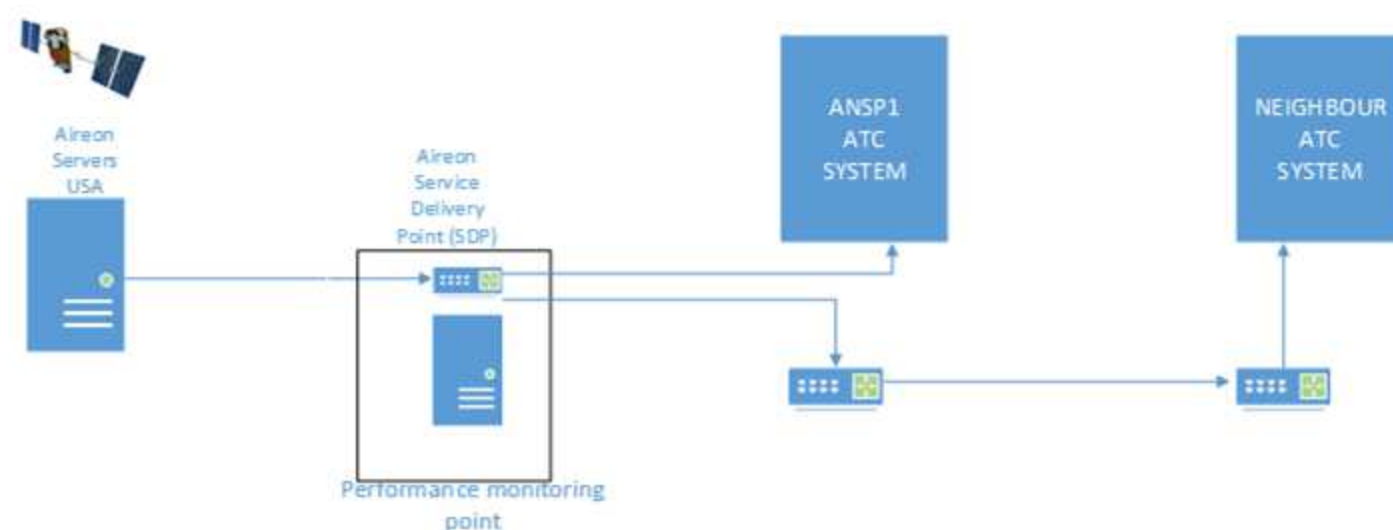 Aireon
Servers
USA
Aireon
Service
Delivery
Point (SDP)
Performance monitoring
point
ANSP1
ATC
SYSTEM
NEIGHBOUR
ATC
SYSTEM